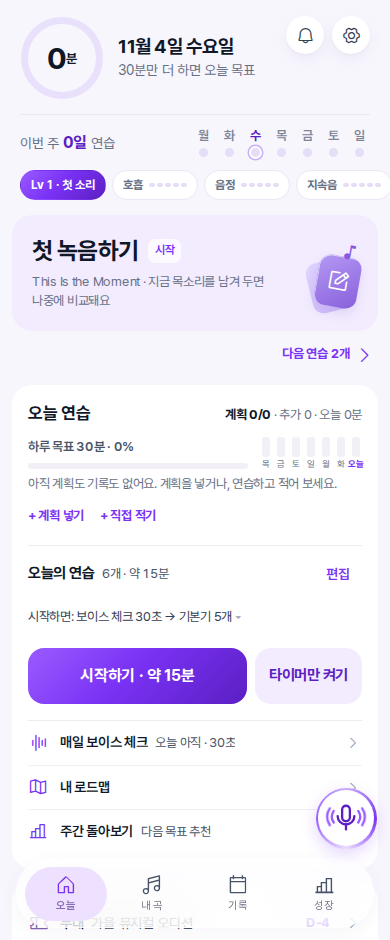 0분
11월 4일 수요일
30분만 더 하면 오늘 목표
이번 주 0일 연습
월 화 수 목 금 토 일
Lv 1 · 첫 소리 호흡 음정 지속음
첫 녹음하기 시작
This Is the Moment · 지금 목소리를 남겨 두면
나중에 비교돼요
다음 연습 2개
오늘 연습 계획 0/0 · 추가 0 · 오늘 0분
하루 목표 30분 · 0%
목 금 토 일 월 화 오늘
아직 계획도 기록도 없어요. 계획을 넣거나, 연습하고 적어 보세요.
+ 계획 넣기 + 직접 적기
오늘의 연습 6개 · 약 15분 편집
시작하면: 보이스 체크 30초 → 기본기 5개
시작하기 · 약 15분 타이머만 켜기
매일 보이스 체크 오늘 아직 · 30초
내 로드맵
주간 돌아보기 다음 목표 추천
오늘 내 곡 기록 성장
무대 가을 뮤지컬 오디션 D-4